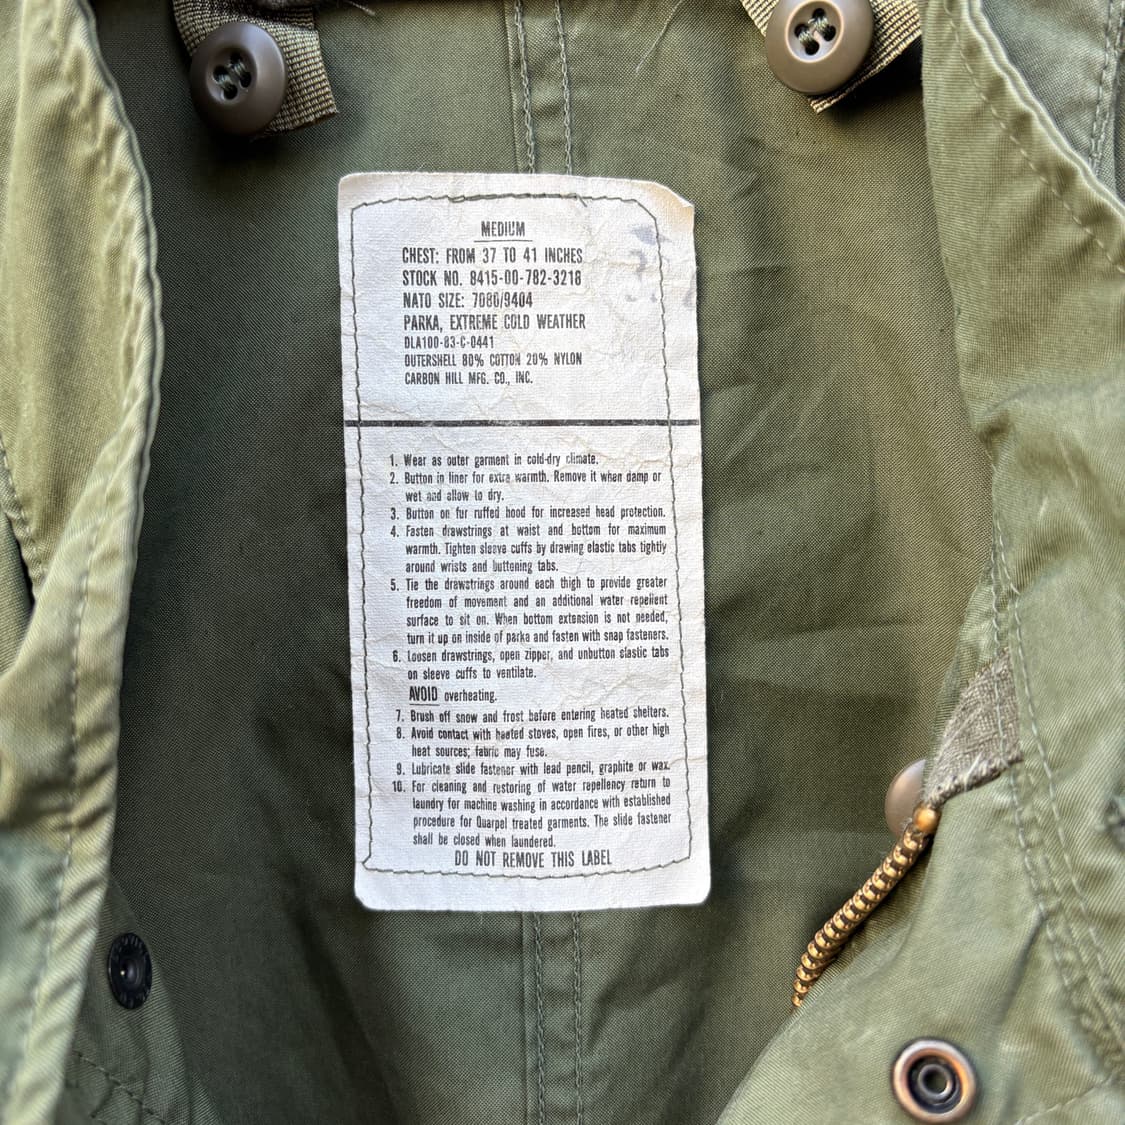 MEDIUM
CHEST: FROM 37 TO 41 INCHES
STOCK NO. 8415-00-782-3218
NATO SIZE: 7080/9404
PARKA, EXTREME COLD WEATHER
DLA100-83-C-0441
OUTERSHELL 80% COTTON 20% NYLON
CARBON HILL MFG. CO., INC.
1. Wear as outer garment in cold-dry climate.
2. Button in liner for extra warmth. Remove it when damp or
wet and allow to dry.
3. Button on fur ruffed hood for increased head protection.
4. Fasten drawstrings at waist and bottom for maximum
warmth. Tighten sleeve cuffs by drawing elastic tabs tightly
around wrists and buttoning tabs.
5. Tie the drawstrings around each thigh to provide greater
freedom of movement and an additional water repellent
surface to sit on. When bottom extension is not needed,
turn it up on inside of parka and fasten with snap fasteners.
6. Loosen drawstrings, open zipper, and unbutton elastic tabs
on sleeve cuffs to ventilate.
AVOID overheating.
7. Brush off snow and frost before entering heated shelters.
8. Avoid contact with heated stoves, open fires, or other high
heat sources; fabric may fuse.
9. Lubricate slide fastener with lead pencil, graphite or wax.
10. For cleaning and restoring of water repellency return to
laundry for machine washing in accordance with established
procedure for Quarpel treated garments. The slide fastener
shall be closed when laundered.
DO NOT REMOVE THIS LABEL